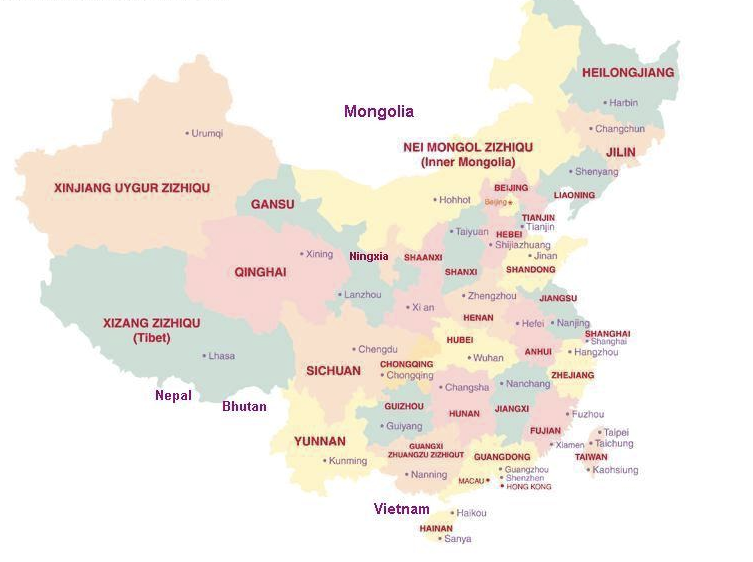 HEILONGJIANG
Harbin
Mongolia
Changchun
Urumqi
NEI MONGOL ZIZHIQU
(Inner Mongolia)
JILIN
Shenyang
XINJIANG UYGUR ZIZHIQU
BEIJING
LIAONING
Hohhot
Beijing
GANSU
TIANJIN
Tianjin
Taiyuan
HEBEI
Shijiazhuang
Xining
Ningxia
SHAANXI
Jinan
QINGHAI
SHANXI
SHANDONG
Lanzhou
Zhengzhou
JIANGSU
Xi an
XIZANG ZIZHIQU
(Tibet)
HENAN
Hefei
Nanjing
SHANGHAI
Shanghai
HUBEI
Lhasa
Chengdu
ANHUI
Hangzhou
Wuhan
CHONGQING
SICHUAN
Chongqing
ZHEJIANG
Nepal
Changsha
Nanchang
Bhutan
GUIZHOU
HUNAN
JIANGXI
Fuzhou
Guiyang
FUJIAN
Taipei
YUNNAN
GUANGXI
ZHUANGZU ZIZHIQUT
Xiamen
Taichung
Kunming
GUANGDONG
TAIWAN
Nanning
Guangzhou
Kaohsiung
MACAU
Shenzhen
HONG KONG
Vietnam
Haikou
HAINAN
Sanya